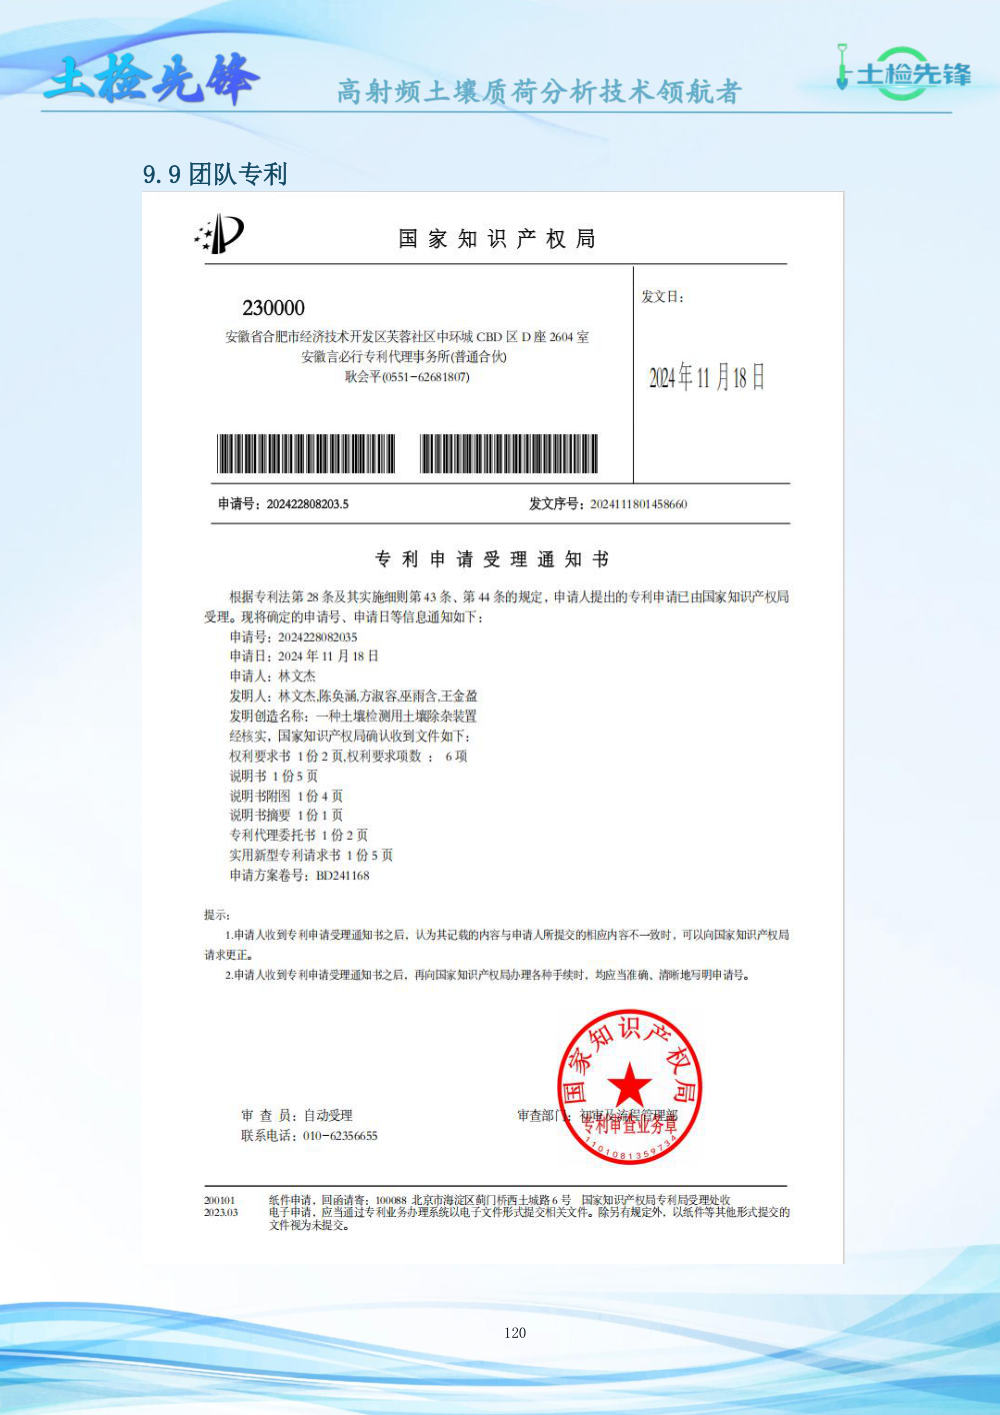 土检先锋
高射频土壤质荷分析技术领航者
土检先锋
9.9 团队专利
国家知识产权局
230000
安徽省合肥市经济技术开发区芙蓉社区中环城 CBD 区 D 座 2604 室
安徽言必行专利代理事务所(普通合伙)
耿会平(0551-62681807)
发文日：
2024 年 11 月 18 日
申请号：202422808203.5
发文序号：2024111801458660
专利申请受理通知书
根据专利法第 28 条及其实施细则第 43 条、第 44 条的规定，申请人提出的专利申请已由国家知识产权局
受理。现将确定的申请号、申请日等信息通知如下：
申请号：2024228082035
申请日：2024 年 11 月 18 日
申请人：林文杰
发明人：林文杰,陈奂涵,方淑容,巫雨含,王金盈
发明创造名称：一种土壤检测用土壤除杂装置
经核实，国家知识产权局确认收到文件如下：
权利要求书 1 份 2 页,权利要求项数 ： 6 项
说明书 1 份 5 页
说明书附图 1 份 4 页
说明书摘要 1 份 1 页
专利代理委托书 1 份 2 页
实用新型专利请求书 1 份 5 页
申请方案卷号：BD241168
提示：
1.申请人收到专利申请受理通知书之后，认为其记载的内容与申请人所提交的相应内容不一致时，可以向国家知识产权局
请求更正。
2.申请人收到专利申请受理通知书之后，再向国家知识产权局办理各种手续时，均应当准确、清晰地写明申请号。
国家知识产权局
审 查 员：自动受理
审查部门：初审及流程管理部
专利审查业务章
联系电话：010-62356655
1101081359734
200101
纸件申请，回函请寄：100088 北京市海淀区蓟门桥西土城路 6 号 国家知识产权局专利局受理处收
2023.03
电子申请，应当通过专利业务办理系统以电子文件形式提交相关文件。除另有规定外，以纸件等其他形式提交的
文件视为未提交。
120